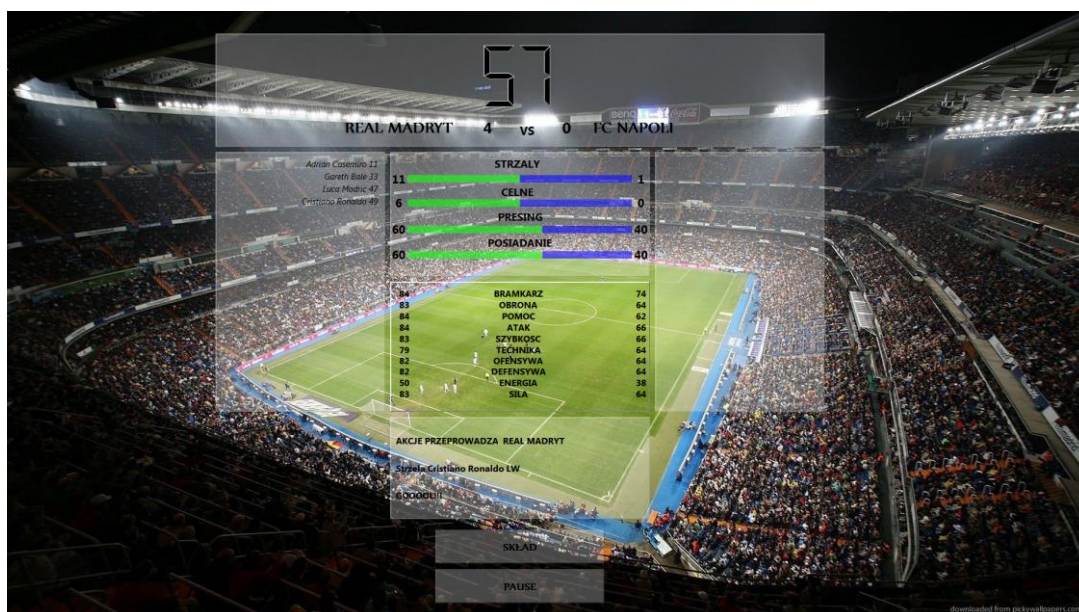 57
REAL MADRYT 4 vs 0 FC NAPOLI
Adrian Casemiro 11
Gareth Bale 33
Luca Modric 47
Cristiano Ronaldo 49
STRZALY
11 1
CELNE
6 0
PRESING
60 40
POSIADANIE
60 40
84 BRAMKARZ 74
83 OBRONA 64
84 POMOC 62
84 ATAK 66
83 SZYBKOSC 66
79 TECHNIKA 64
82 OFENSYWA 64
82 DEFENSYWA 64
50 ENERGIA 38
83 SILA 64
AKCJE PRZEPROWADZA REAL MADRYT
Strzela Cristiano Ronaldo LW
SKŁAD
PAUSE
downloaded from pickywallpapers.com